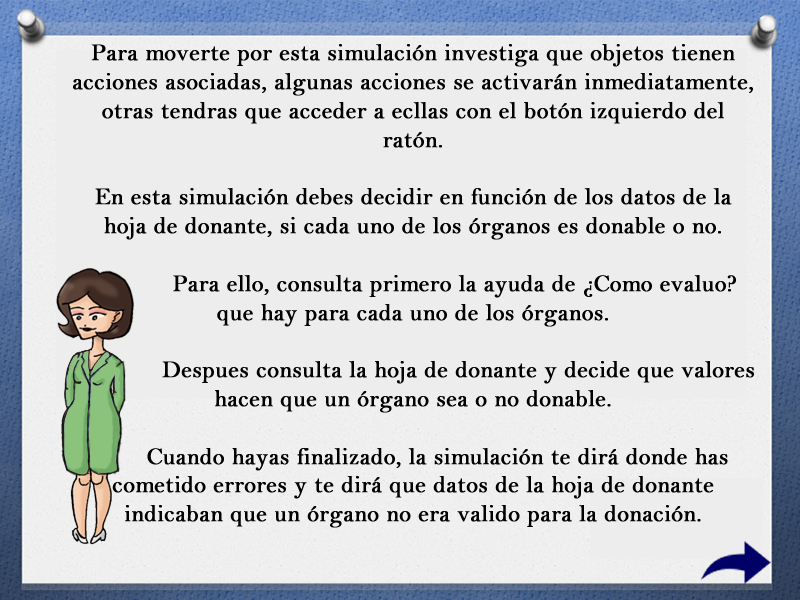 Para moverte por esta simulación investiga que objetos tienen
acciones asociadas, algunas acciones se activarán inmediatamente,
otras tendras que acceder a ecllas con el botón izquierdo del
ratón.
En esta simulación debes decidir en función de los datos de la
hoja de donante, si cada uno de los órganos es donable o no.
Para ello, consulta primero la ayuda de ¿Como evaluo?
que hay para cada uno de los órganos.
Despues consulta la hoja de donante y decide que valores
hacen que un órgano sea o no donable.
Cuando hayas finalizado, la simulación te dirá donde has
cometido errores y te dirá que datos de la hoja de donante
indicaban que un órgano no era valido para la donación.